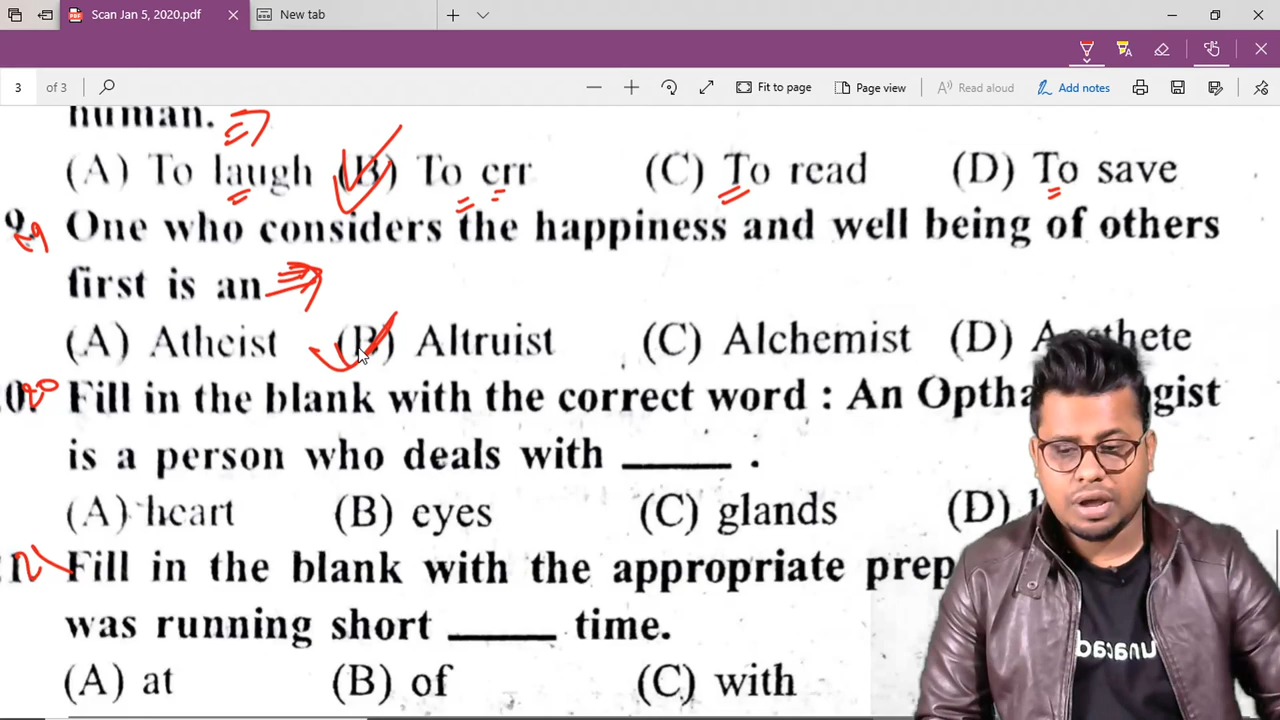 Scan Jan 5, 2020.pdf
New tab
3 of 3
Fit to page
Page view
Read aloud
Add notes
human.
(A) To laugh (B) To err (C) To read (D) To save
One who considers the happiness and well being of others
first is an
(A) Atheist (B) Altruist (C) Alchemist (D)
Fill in the blank with the correct word : An
is a person who deals with ______ .
(A) heart (B) eyes (C) glands (D)
Fill in the blank with the appropriate
was running short ______ time.
(A) at (B) of (C) with